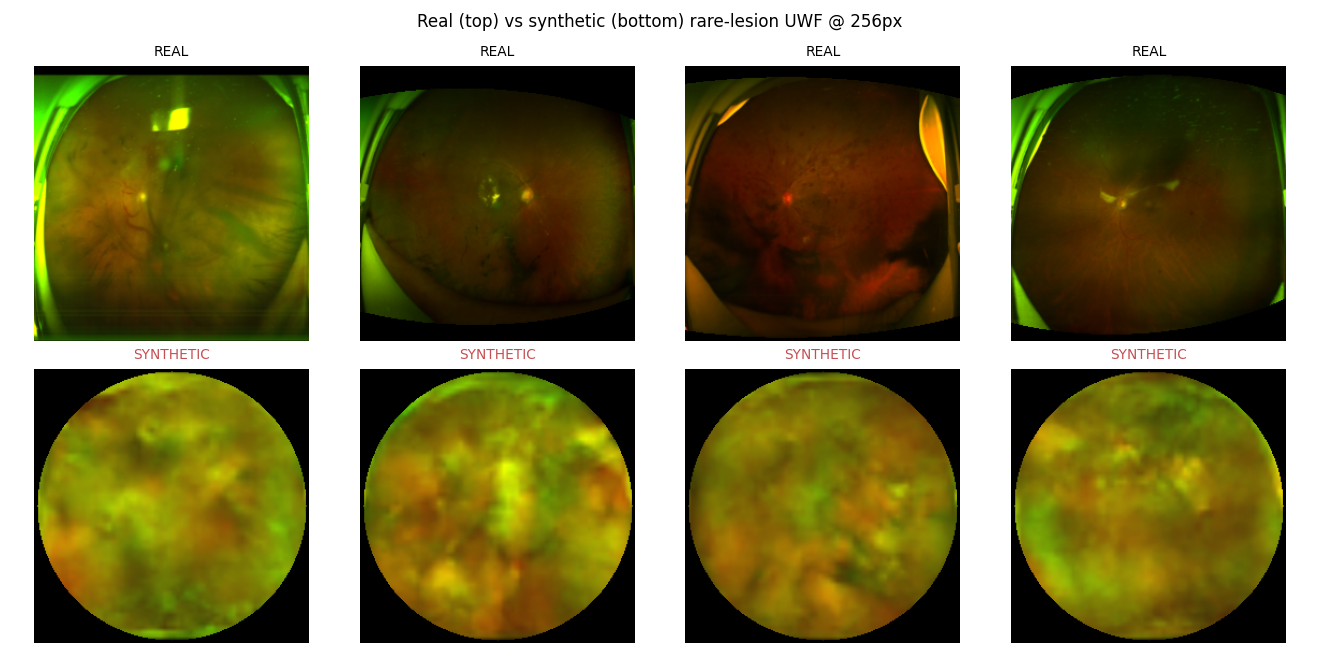 Real (top) vs synthetic (bottom) rare-lesion UWF @ 256px
REAL REAL REAL REAL
SYNTHETIC SYNTHETIC SYNTHETIC SYNTHETIC